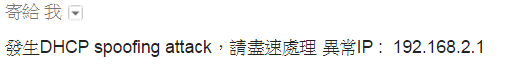 寄給 我
發生DHCP spoofing attack，請盡速處理 異常IP： 192.168.2.1